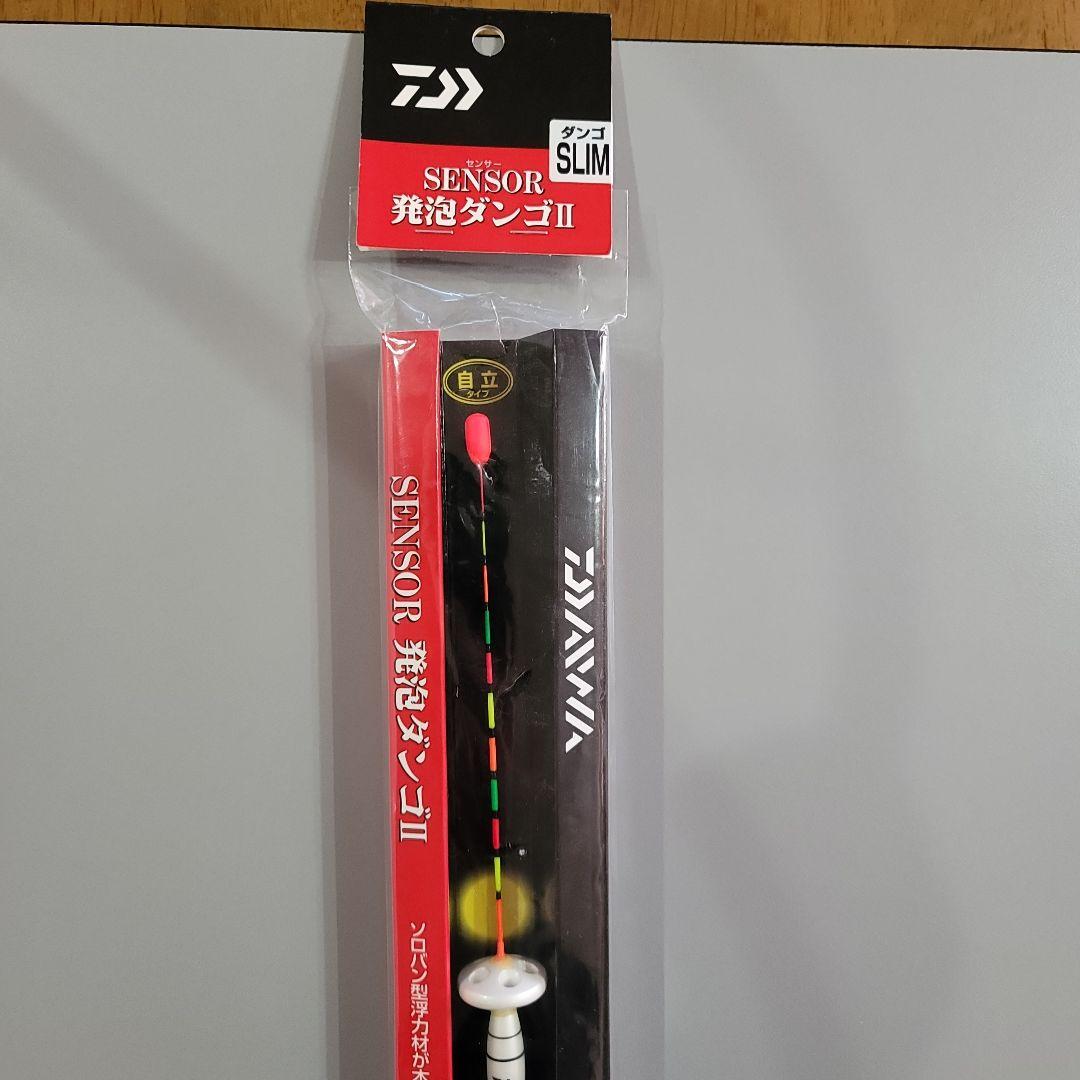 ダンゴ
SLIM
センサー
SENSOR
発泡ダンゴII
自立
タイプ
SENSOR 発泡ダンゴII
DAIWA
ソロバン型浮力材が